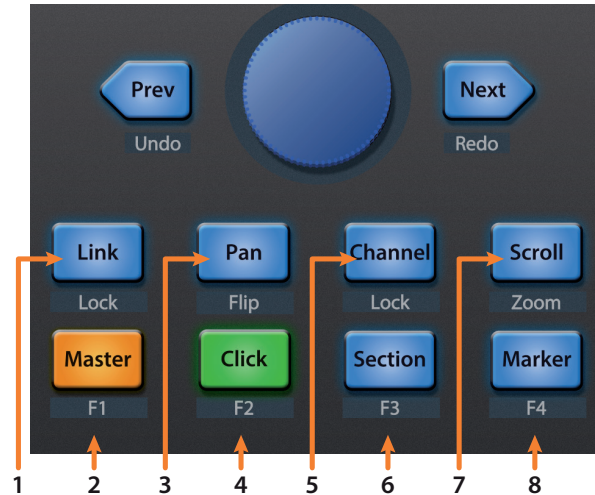 Prev Next
Undo Redo
Link Pan Channel Scroll
Lock Flip Lock Zoom
Master Click Section Marker
F1 F2 F3 F4
1 2 3 4 5 6 7 8